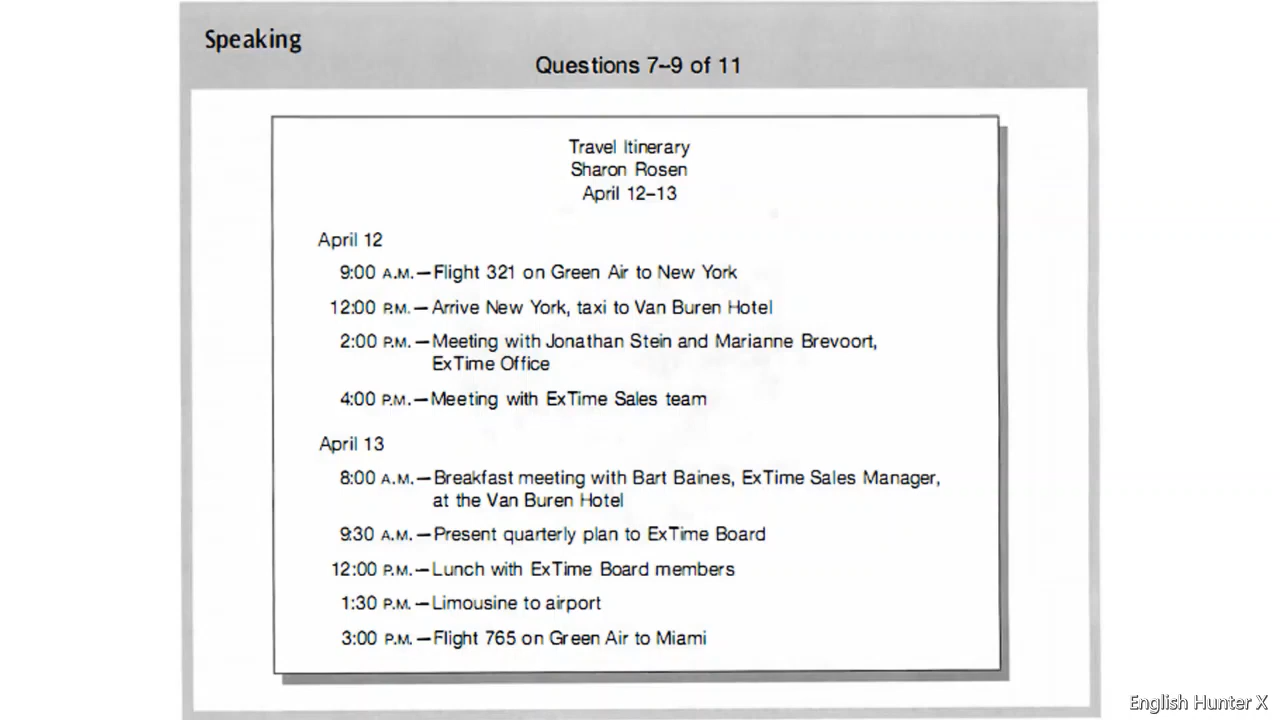 Speaking
Questions 7–9 of 11
Travel Itinerary
Sharon Rosen
April 12–13
April 12
9:00 A.M.—Flight 321 on Green Air to New York
12:00 P.M.—Arrive New York, taxi to Van Buren Hotel
2:00 P.M.—Meeting with Jonathan Stein and Marianne Brevoort,
ExTime Office
4:00 P.M.—Meeting with ExTime Sales team
April 13
8:00 A.M.—Breakfast meeting with Bart Baines, ExTime Sales Manager,
at the Van Buren Hotel
9:30 A.M.—Present quarterly plan to ExTime Board
12:00 P.M.—Lunch with ExTime Board members
1:30 P.M.—Limousine to airport
3:00 P.M.—Flight 765 on Green Air to Miami
English Hunter X